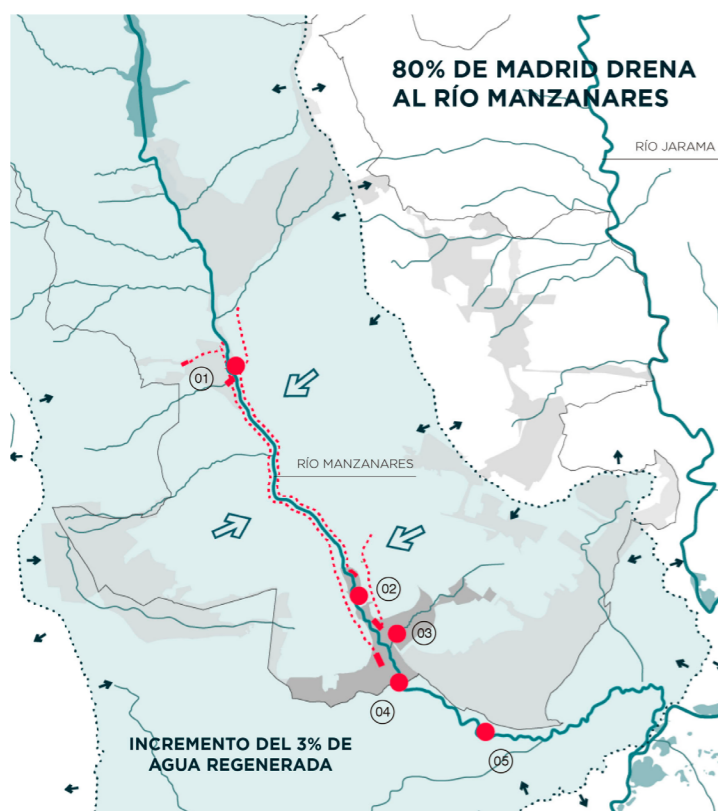 80% DE MADRID DRENA
AL RÍO MANZANARES
RÍO JARAMA
01
RÍO MANZANARES
02
03
04
05
INCREMENTO DEL 3% DE
AGUA REGENERADA